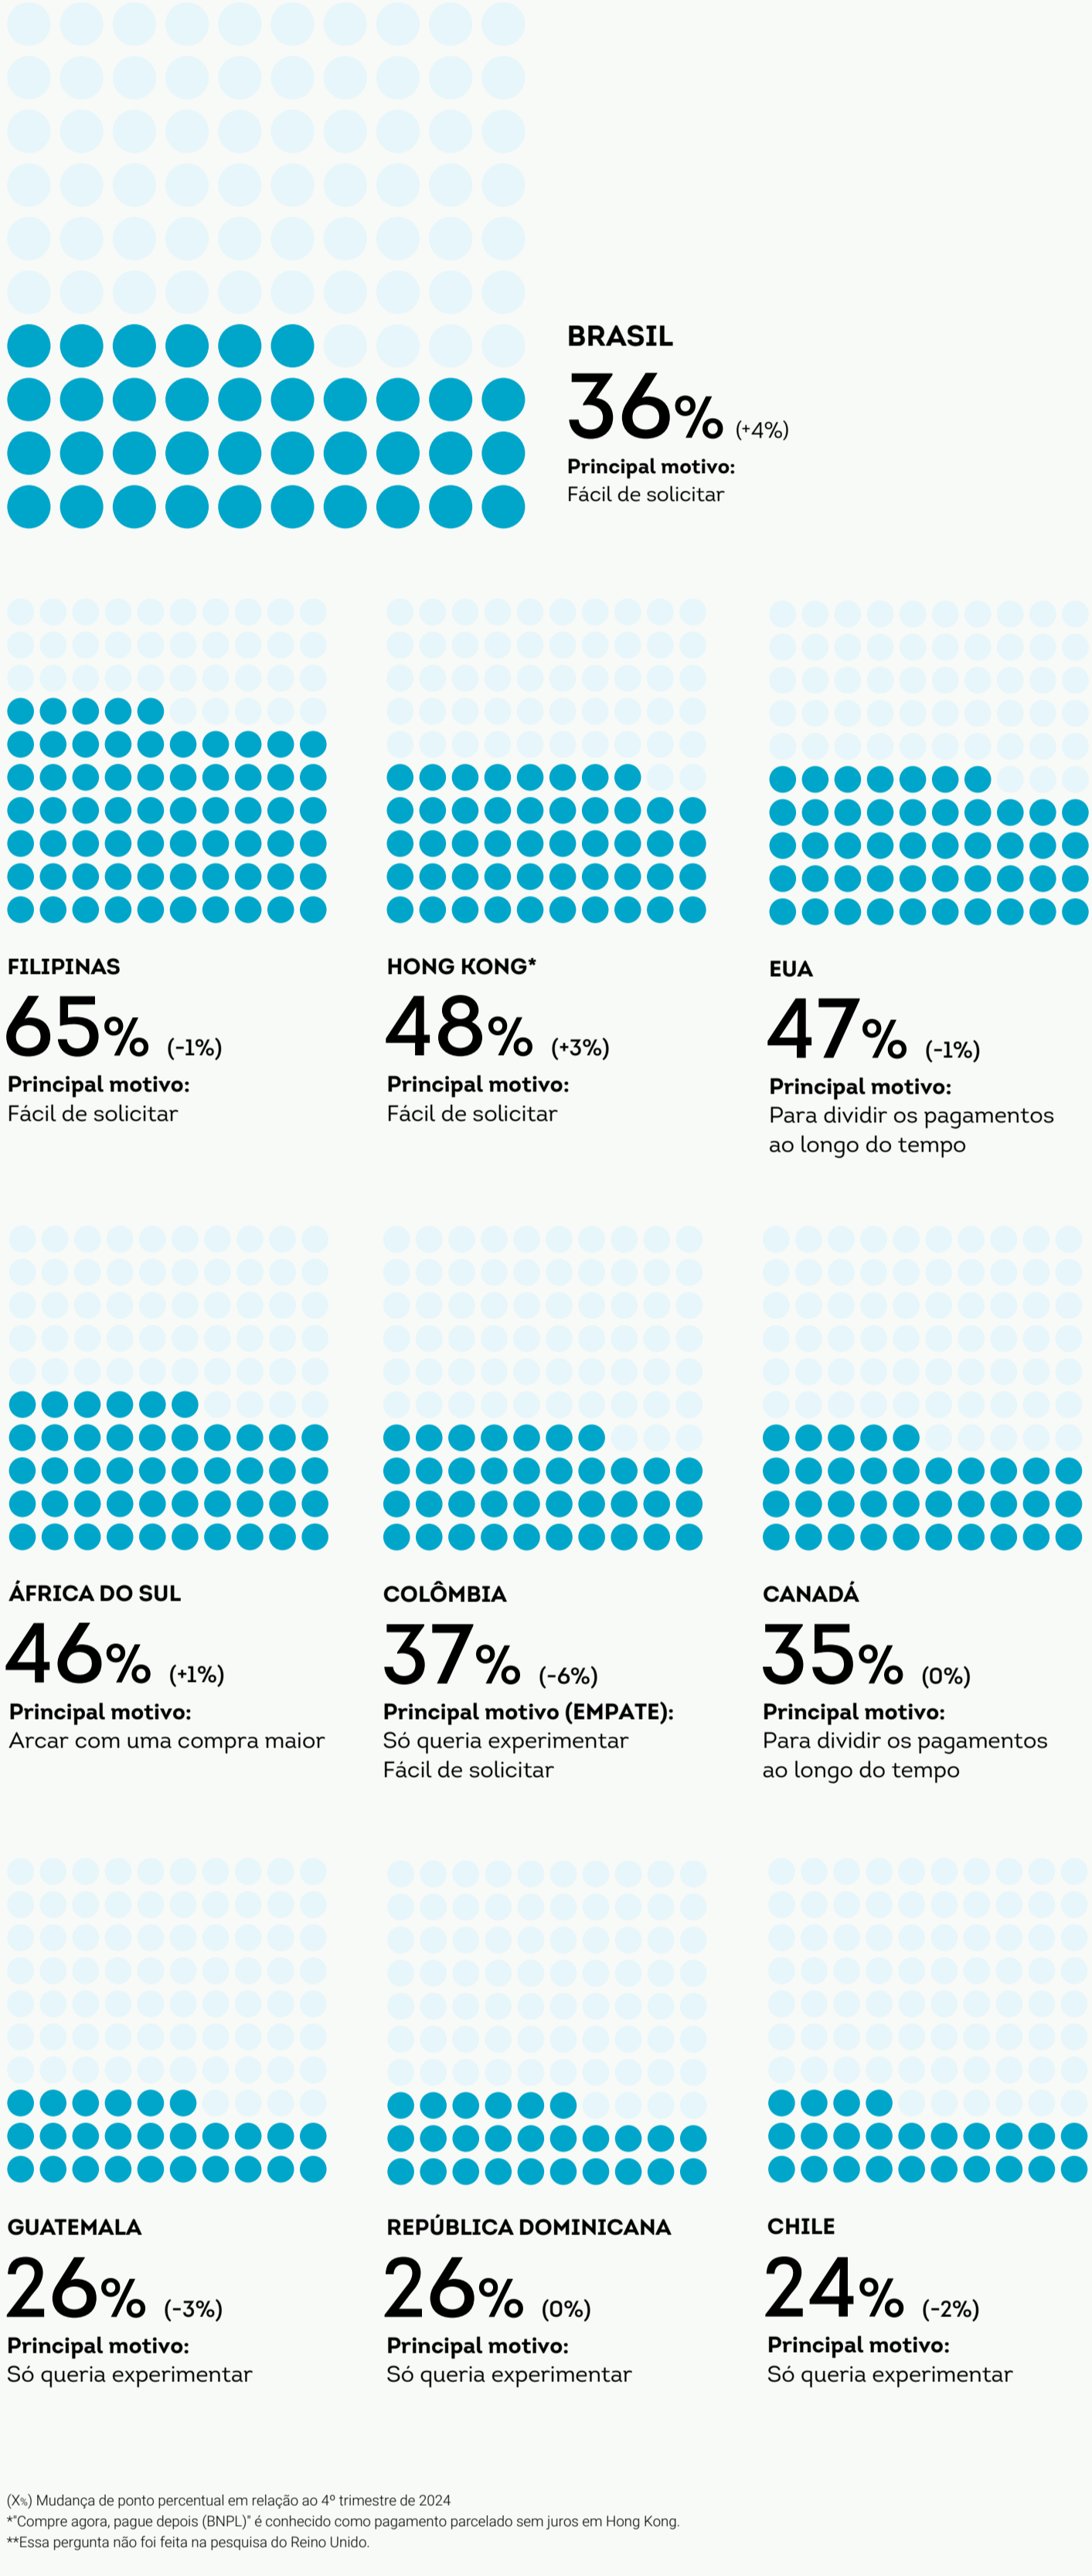 BRASIL
36% (+4%)
Principal motivo:
Fácil de solicitar
FILIPINAS
65% (-1%)
Principal motivo:
Fácil de solicitar
HONG KONG*
48% (+3%)
Principal motivo:
Fácil de solicitar
EUA
47% (-1%)
Principal motivo:
Para dividir os pagamentos
ao longo do tempo
ÁFRICA DO SUL
46% (+1%)
Principal motivo:
Arcar com uma compra maior
COLÔMBIA
37% (-6%)
Principal motivo (EMPATE):
Só queria experimentar
Fácil de solicitar
CANADÁ
35% (0%)
Principal motivo:
Para dividir os pagamentos
ao longo do tempo
GUATEMALA
26% (-3%)
Principal motivo:
Só queria experimentar
REPÚBLICA DOMINICANA
26% (0%)
Principal motivo:
Só queria experimentar
CHILE
24% (-2%)
Principal motivo:
Só queria experimentar
(X%) Mudança de ponto percentual em relação ao 4º trimestre de 2024
*"Compre agora, pague depois (BNPL)" é conhecido como pagamento parcelado sem juros em Hong Kong.
**Essa pergunta não foi feita na pesquisa do Reino Unido.